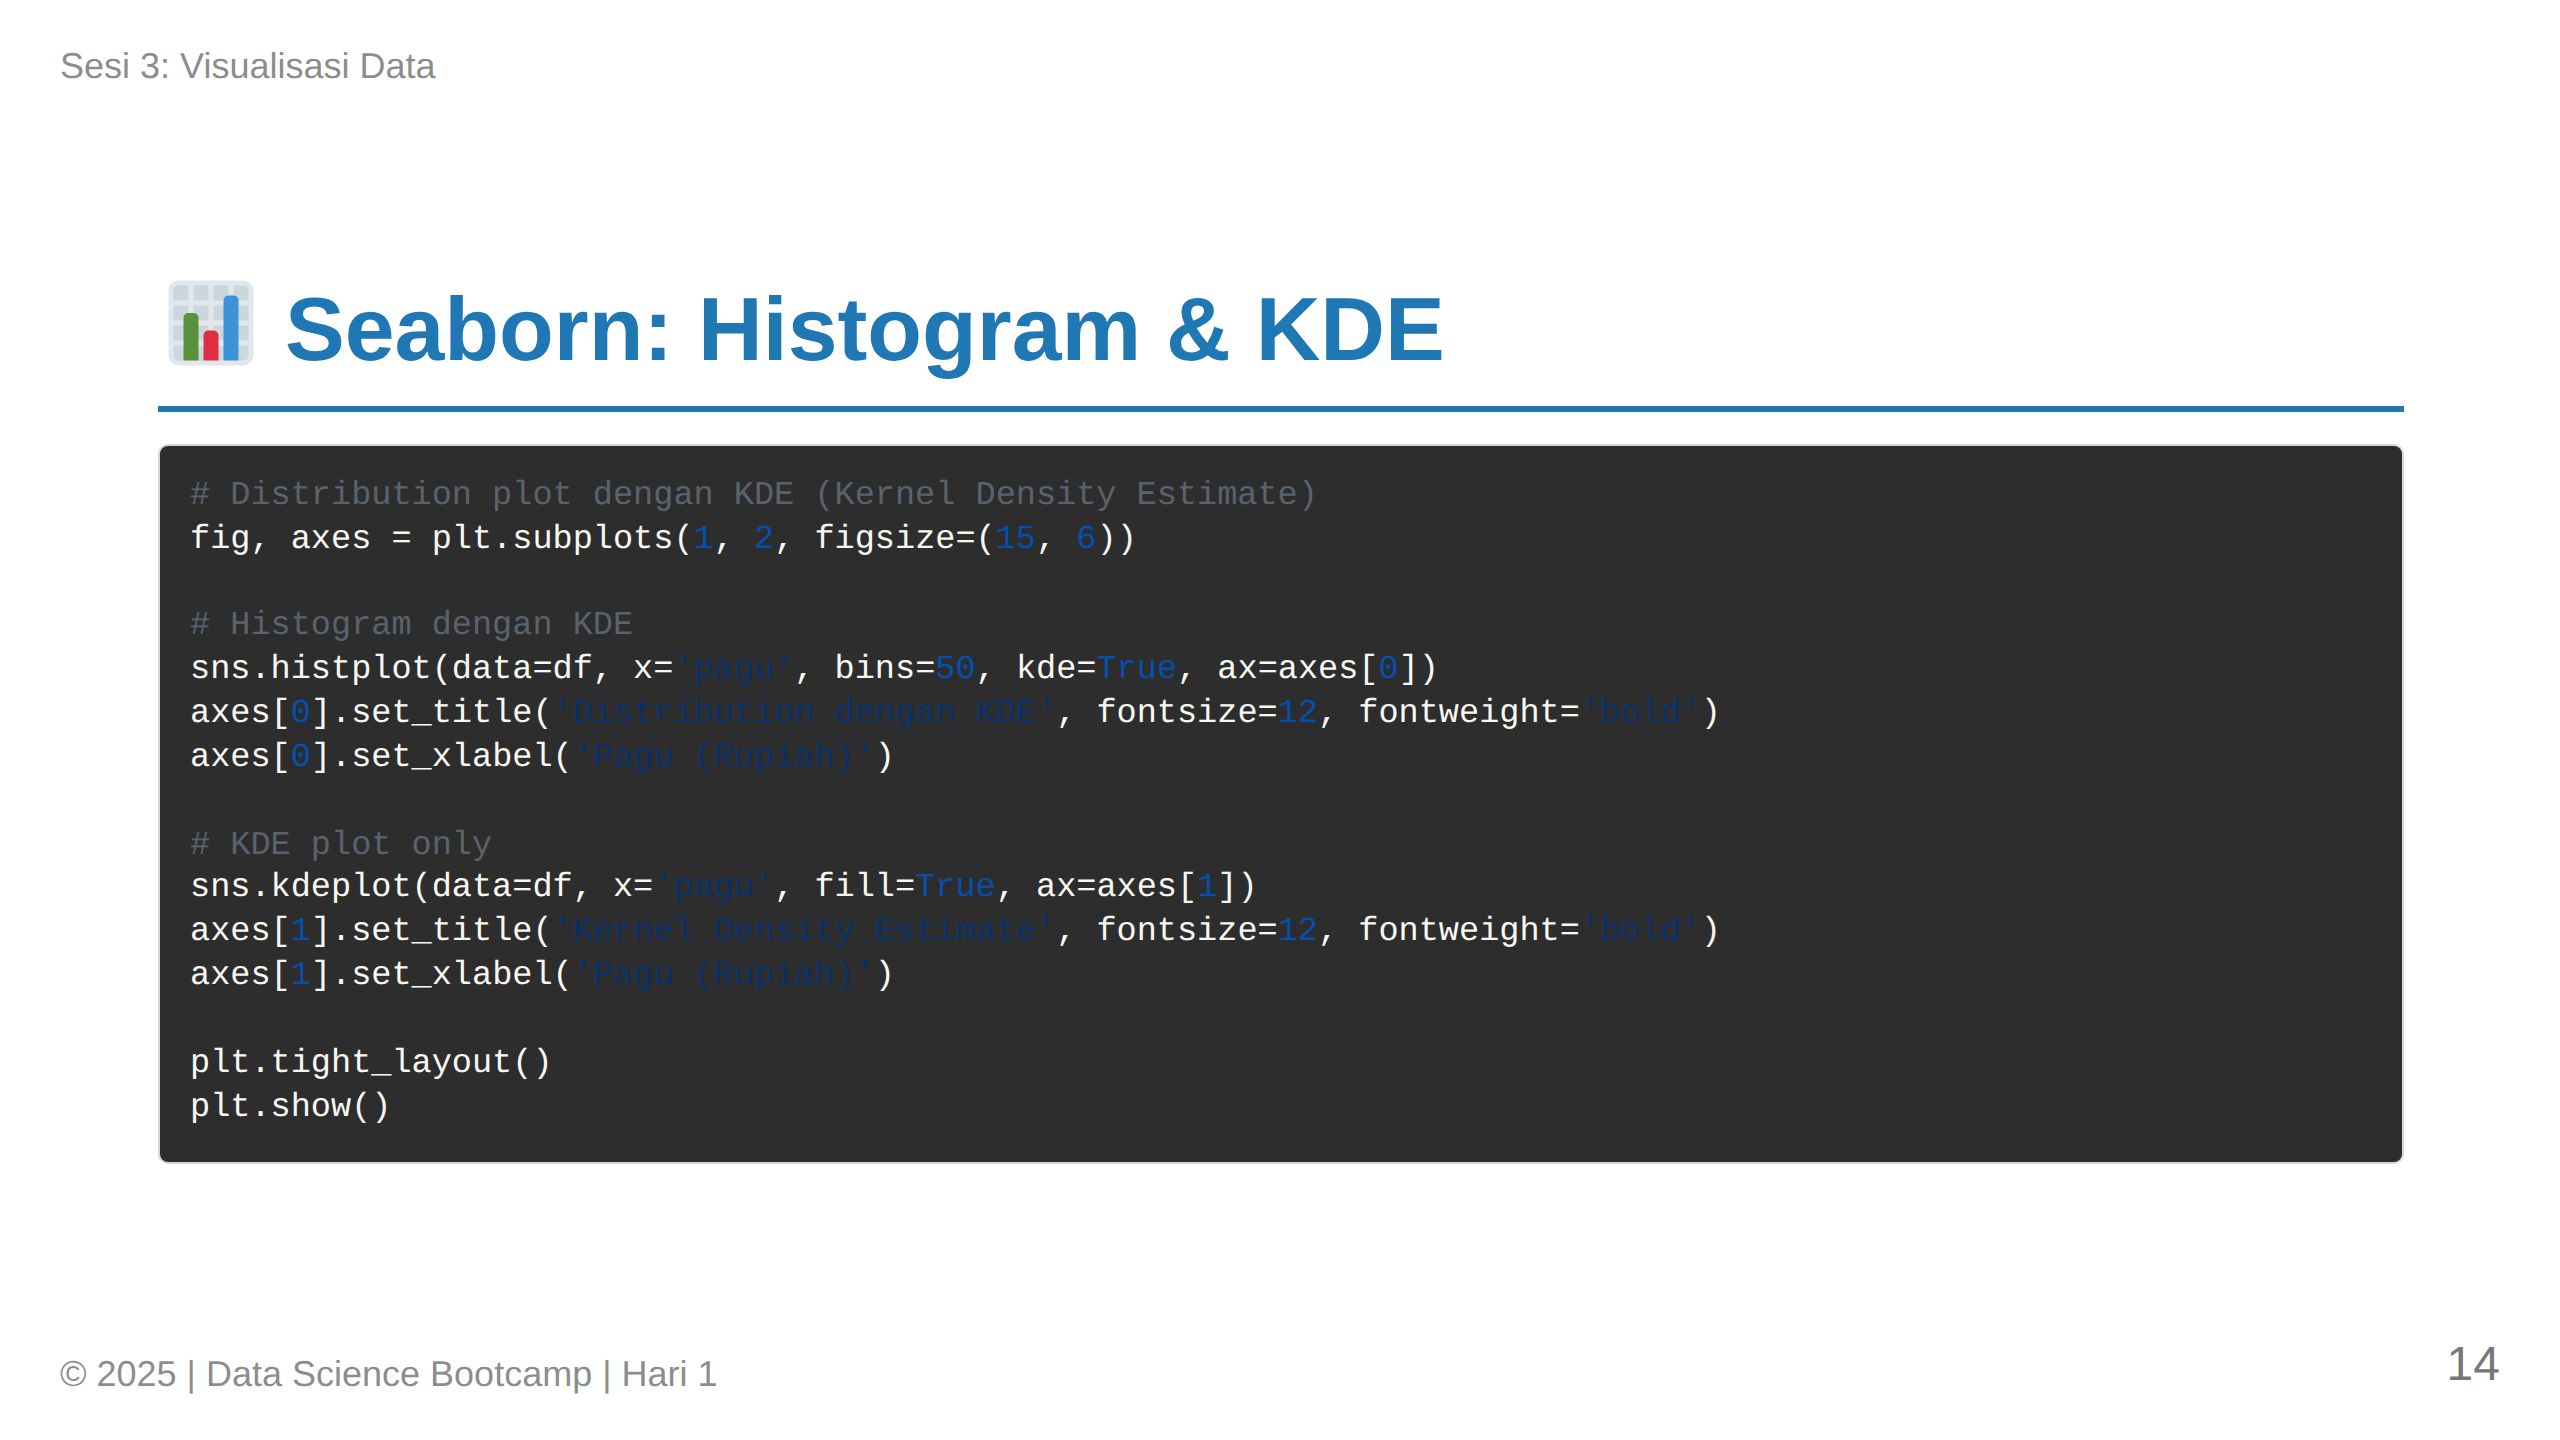 Sesi 3: Visualisasi Data
Seaborn: Histogram & KDE
# Distribution plot dengan KDE (Kernel Density Estimate)
fig, axes = plt.subplots(1, 2, figsize=(15, 6))
# Histogram dengan KDE
sns.histplot(data=df, x='pagu', bins=50, kde=True, ax=axes[0])
axes[0].set_title('Distribution dengan KDE', fontsize=12, fontweight='bold')
axes[0].set_xlabel('Pagu (Rupiah)')
# KDE plot only
sns.kdeplot(data=df, x='pagu', fill=True, ax=axes[1])
axes[1].set_title('Kernel Density Estimate', fontsize=12, fontweight='bold')
axes[1].set_xlabel('Pagu (Rupiah)')
plt.tight_layout()
plt.show()
© 2025 | Data Science Bootcamp | Hari 1
14